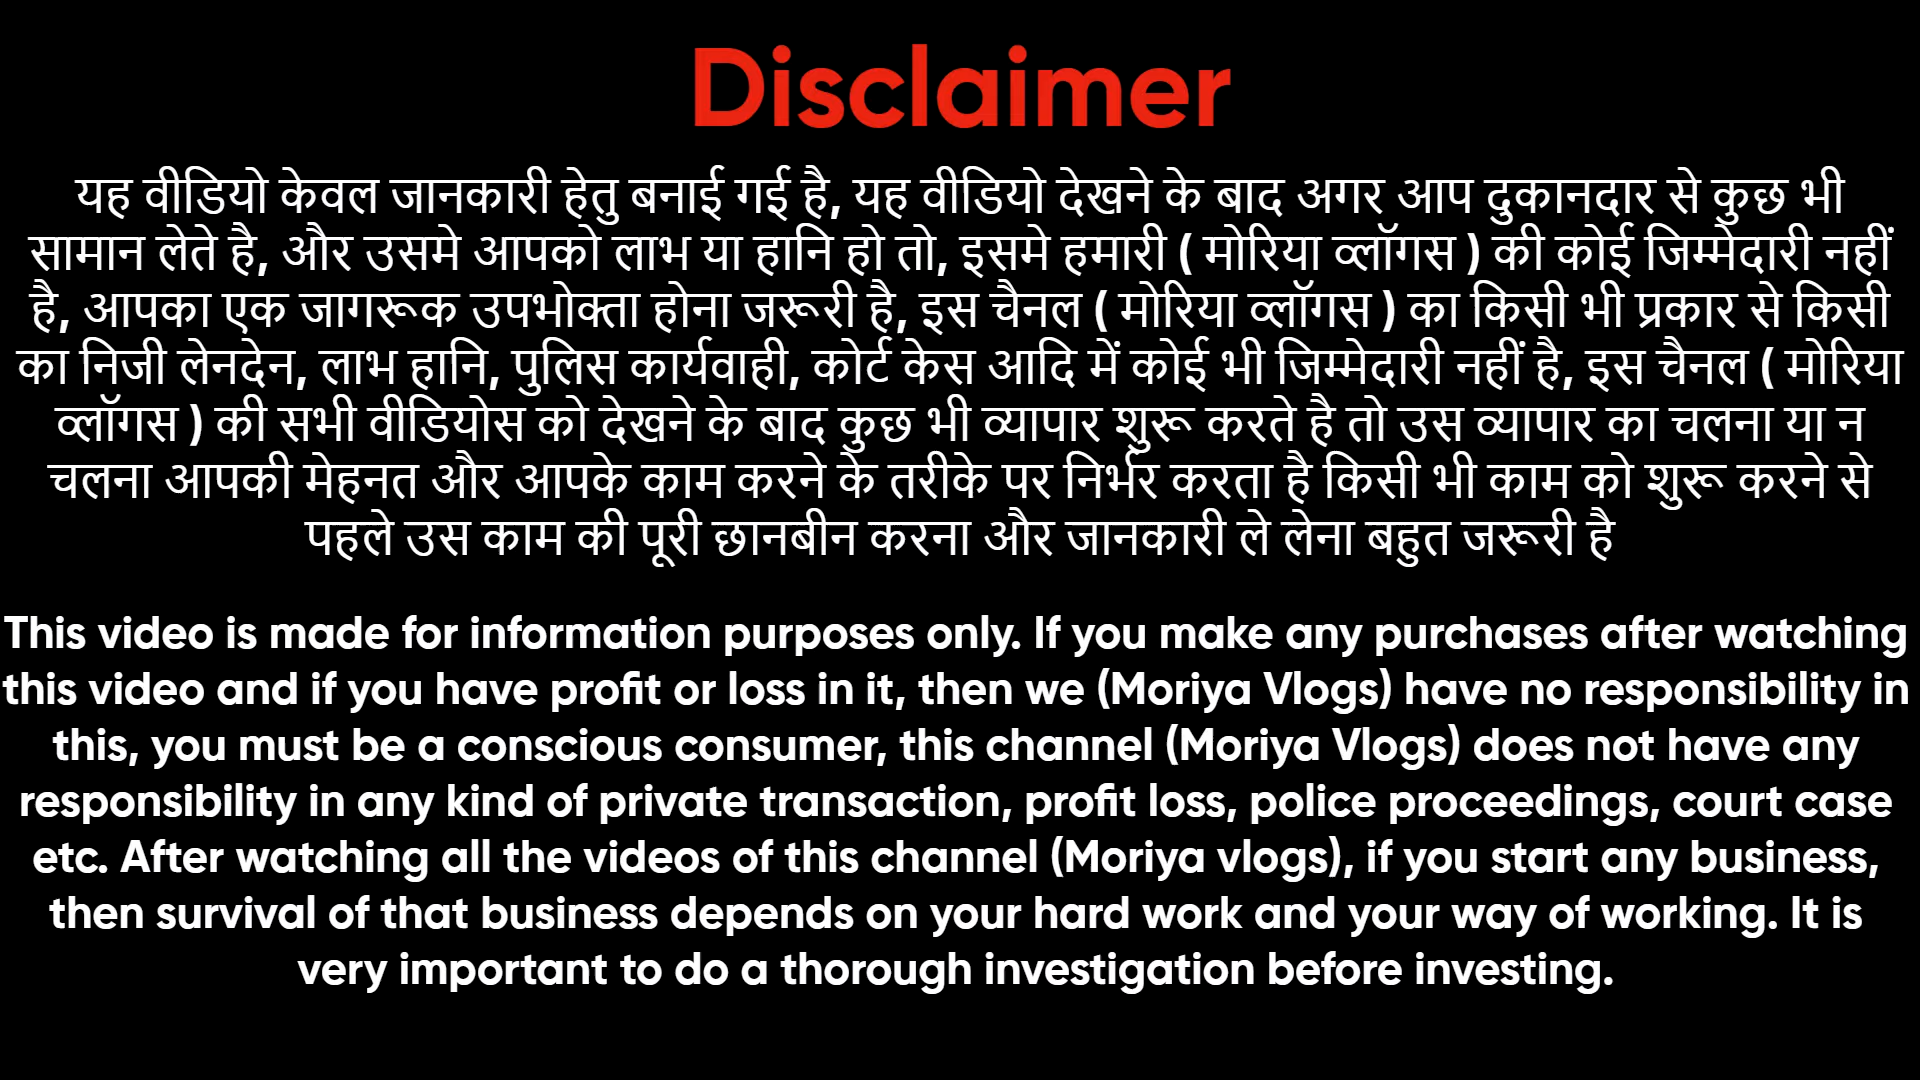 Disclaimer
यह वीडियो केवल जानकारी हेतु बनाई गई है, यह वीडियो देखने के बाद अगर आप दुकानदार से कुछ भी
सामान लेते है, और उसमे आपको लाभ या हानि हो तो, इसमे हमारी ( मोरिया व्लॉगस ) की कोई जिम्मेदारी नहीं
है, आपका एक जागरूक उपभोक्ता होना जरूरी है, इस चैनल ( मोरिया व्लॉगस ) का किसी भी प्रकार से किसी
का निजी लेनदेन, लाभ हानि, पुलिस कार्यवाही, कोर्ट केस आदि में कोई भी जिम्मेदारी नहीं है, इस चैनल ( मोरिया
व्लॉगस ) की सभी वीडियोस को देखने के बाद कुछ भी व्यापार शुरू करते है तो उस व्यापार का चलना या न
चलना आपकी मेहनत और आपके काम करने के तरीके पर निर्भर करता है किसी भी काम को शुरू करने से
पहले उस काम की पूरी छानबीन करना और जानकारी ले लेना बहुत जरूरी है
This video is made for information purposes only. If you make any purchases after watching
this video and if you have profit or loss in it, then we (Moriya Vlogs) have no responsibility in
this, you must be a conscious consumer, this channel (Moriya Vlogs) does not have any
responsibility in any kind of private transaction, profit loss, police proceedings, court case
etc. After watching all the videos of this channel (Moriya vlogs), if you start any business,
then survival of that business depends on your hard work and your way of working. It is
very important to do a thorough investigation before investing.